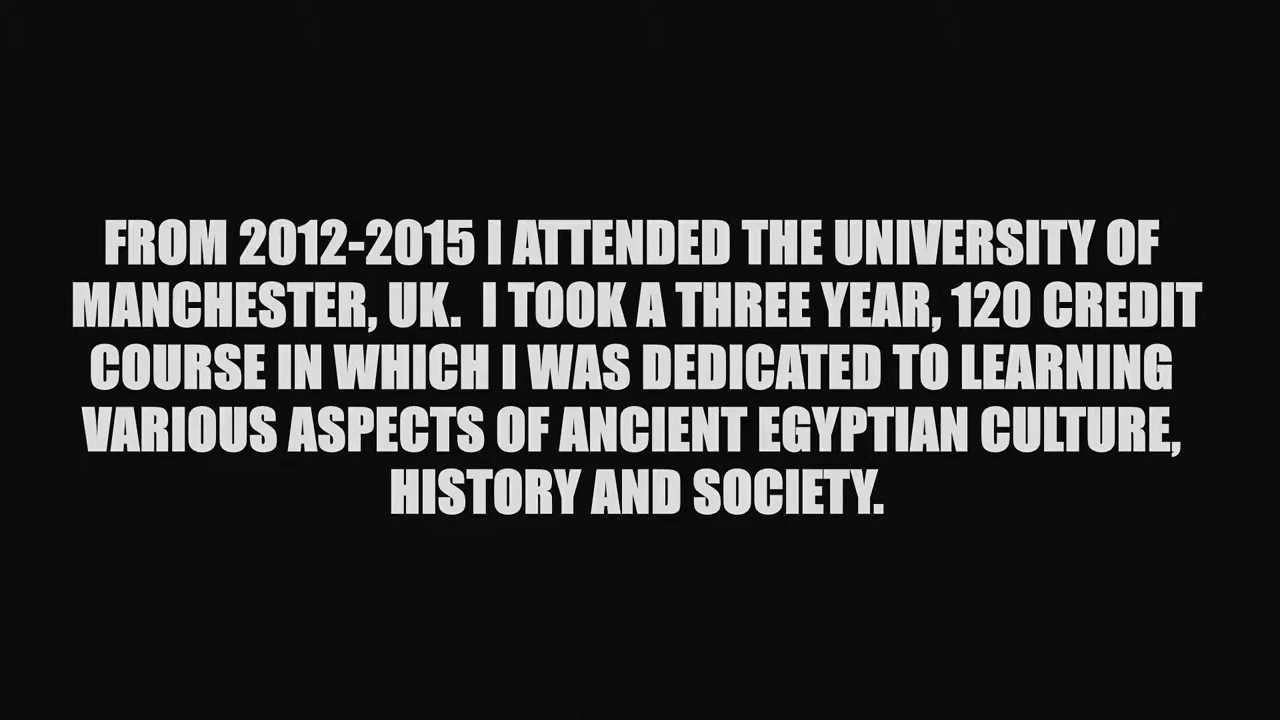 FROM 2012-2015 I ATTENDED THE UNIVERSITY OF
MANCHESTER, UK.  I TOOK A THREE YEAR, 120 CREDIT
COURSE IN WHICH I WAS DEDICATED TO LEARNING
VARIOUS ASPECTS OF ANCIENT EGYPTIAN CULTURE,
HISTORY AND SOCIETY.